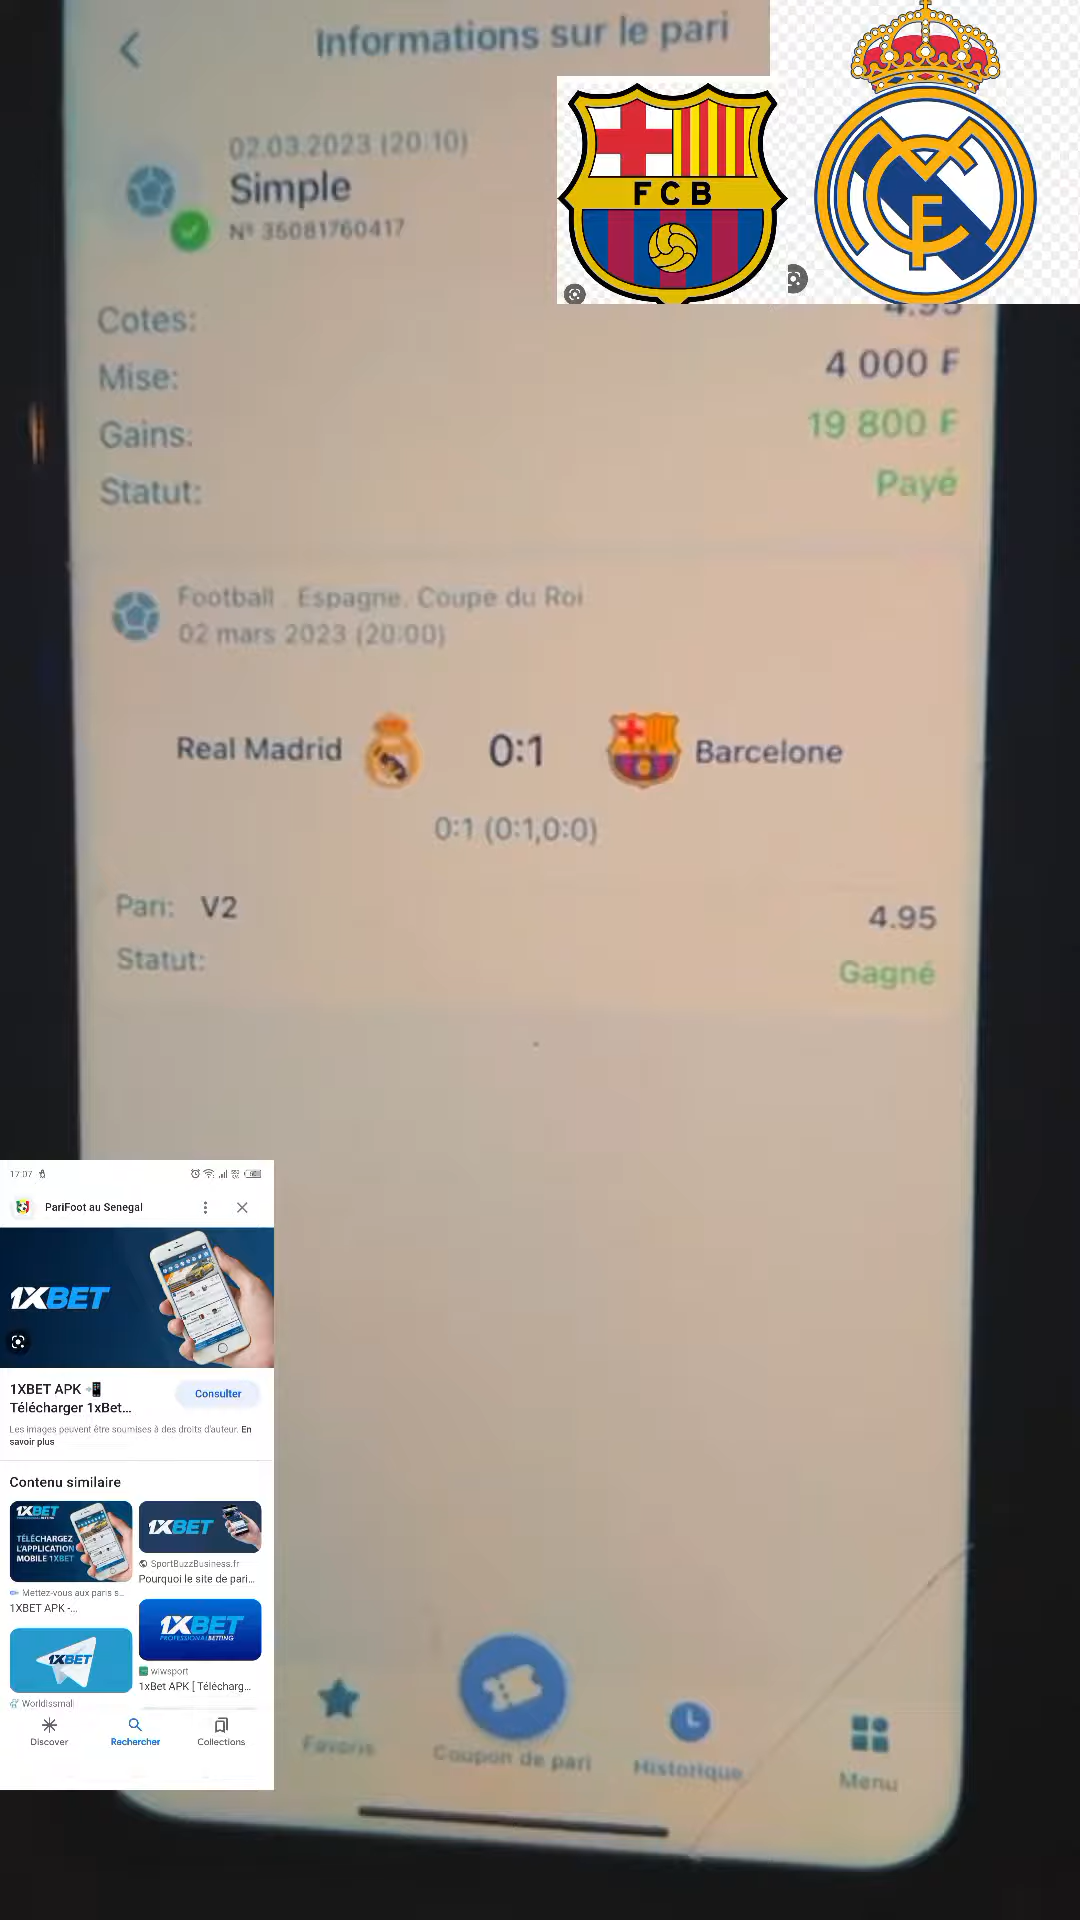 Informations sur le pari
02.03.2023 (20:10)
Simple
Nº 35081760417
FCB
Cotes:
4.95
Mise:
4 000 F
Gains:
19 800 F
Statut:
Payé
Football . Espagne. Coupe du Roi
02 mars 2023 (20:00)
Real Madrid
0:1
Barcelone
0:1 (0:1,0:0)
Pari: V2
4.95
Statut:
Gagné
17:07
PariFoot au Senegal
1XBET
1XBET APK
Télécharger 1xBet...
Consulter
Les images peuvent être soumises à des droits d'auteur. En
savoir plus
Contenu similaire
1XBET
TÉLÉCHARGEZ
L'APPLICATION
MOBILE 1XBET
Mettez-vous aux paris s...
1XBET APK -...
1XBET
SportBuzzBusiness.fr
Pourquoi le site de pari...
1XBET
PROFESSIONAL BETTING
wiwsport
1xBet APK [ Télécharg...
1XBET
Worldissmall
Discover
Rechercher
Collections
Favoris
Coupon de pari
Historique
Menu